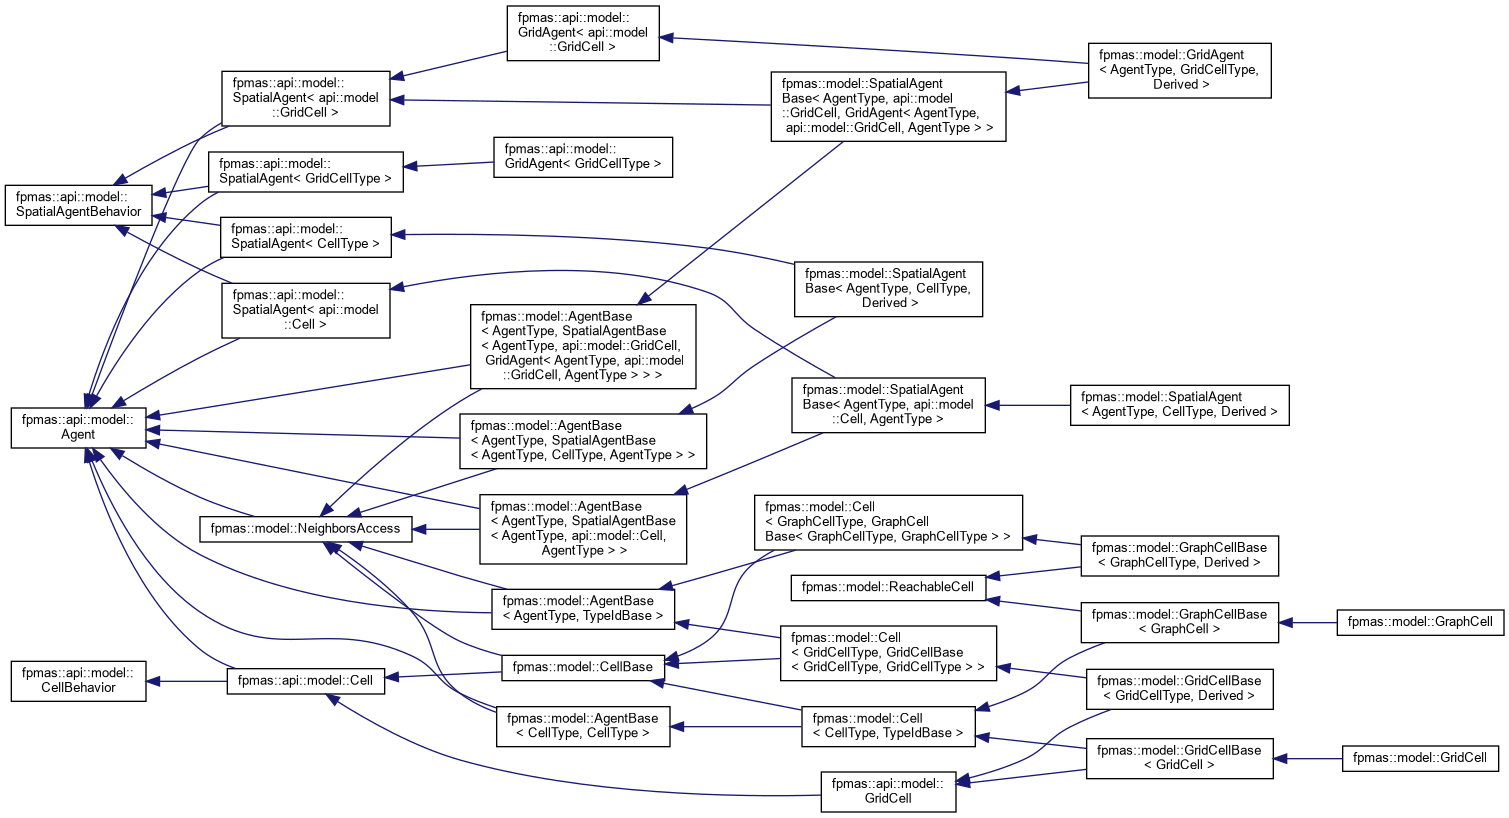 fpmas::api::model::
GridAgent< api::model
::GridCell >
fpmas::model::GridAgent
< AgentType, GridCellType,
Derived >
fpmas::api::model::
SpatialAgent< api::model
::GridCell >
fpmas::model::SpatialAgent
Base< AgentType, api::model
::GridCell, GridAgent< AgentType,
api::model::GridCell, AgentType > >
fpmas::api::model::
GridAgent< GridCellType >
fpmas::api::model::
SpatialAgent< GridCellType >
fpmas::api::model::
SpatialAgentBehavior
fpmas::api::model::
SpatialAgent< CellType >
fpmas::model::SpatialAgent
Base< AgentType, CellType,
Derived >
fpmas::api::model::
SpatialAgent< api::model
::Cell >
fpmas::model::AgentBase
< AgentType, SpatialAgentBase
< AgentType, api::model::GridCell,
GridAgent< AgentType, api::model
::GridCell, AgentType > > >
fpmas::model::SpatialAgent
Base< AgentType, api::model
::Cell, AgentType >
fpmas::model::SpatialAgent
< AgentType, CellType, Derived >
fpmas::api::model::
Agent
fpmas::model::AgentBase
< AgentType, SpatialAgentBase
< AgentType, CellType, AgentType > >
fpmas::model::AgentBase
< AgentType, SpatialAgentBase
< AgentType, api::model::Cell,
AgentType > >
fpmas::model::NeighborsAccess
fpmas::model::Cell
< GraphCellType, GraphCell
Base< GraphCellType, GraphCellType > >
fpmas::model::GraphCellBase
< GraphCellType, Derived >
fpmas::model::ReachableCell
fpmas::model::AgentBase
< AgentType, TypeIdBase >
fpmas::model::GraphCellBase
< GraphCell >
fpmas::model::GraphCell
fpmas::model::Cell
< GridCellType, GridCellBase
< GridCellType, GridCellType > >
fpmas::model::CellBase
fpmas::api::model::
CellBehavior
fpmas::api::model::Cell
fpmas::model::GridCellBase
< GridCellType, Derived >
fpmas::model::AgentBase
< CellType, CellType >
fpmas::model::Cell
< CellType, TypeIdBase >
fpmas::model::GridCellBase
< GridCell >
fpmas::model::GridCell
fpmas::api::model::
GridCell